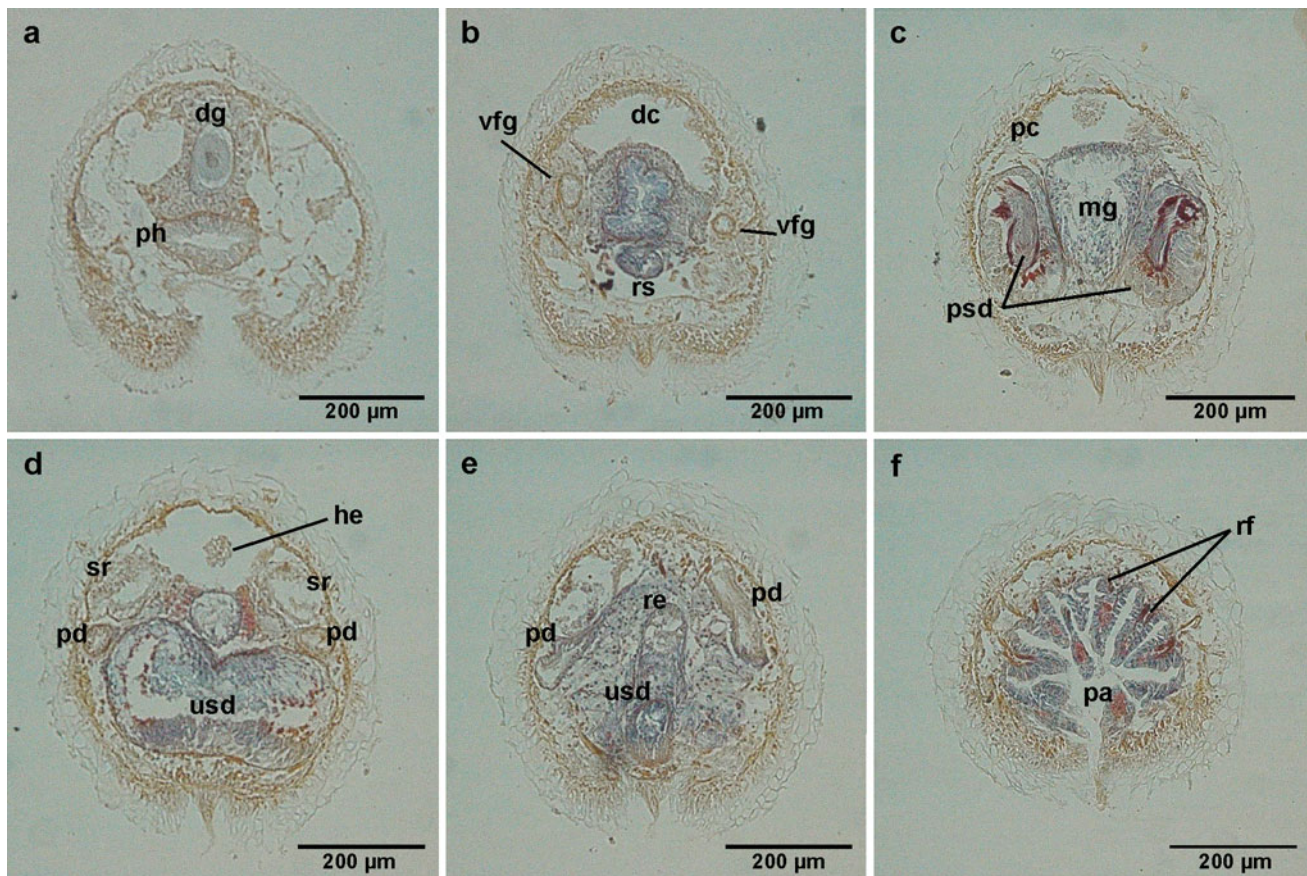 a
dg
ph
200 µm
b
dc
vfg
vfg
rs
200 µm
c
pc
mg
psd
200 µm
d
he
sr
sr
pd
pd
usd
200 µm
e
re
pd
pd
usd
200 µm
f
rf
pa
200 µm